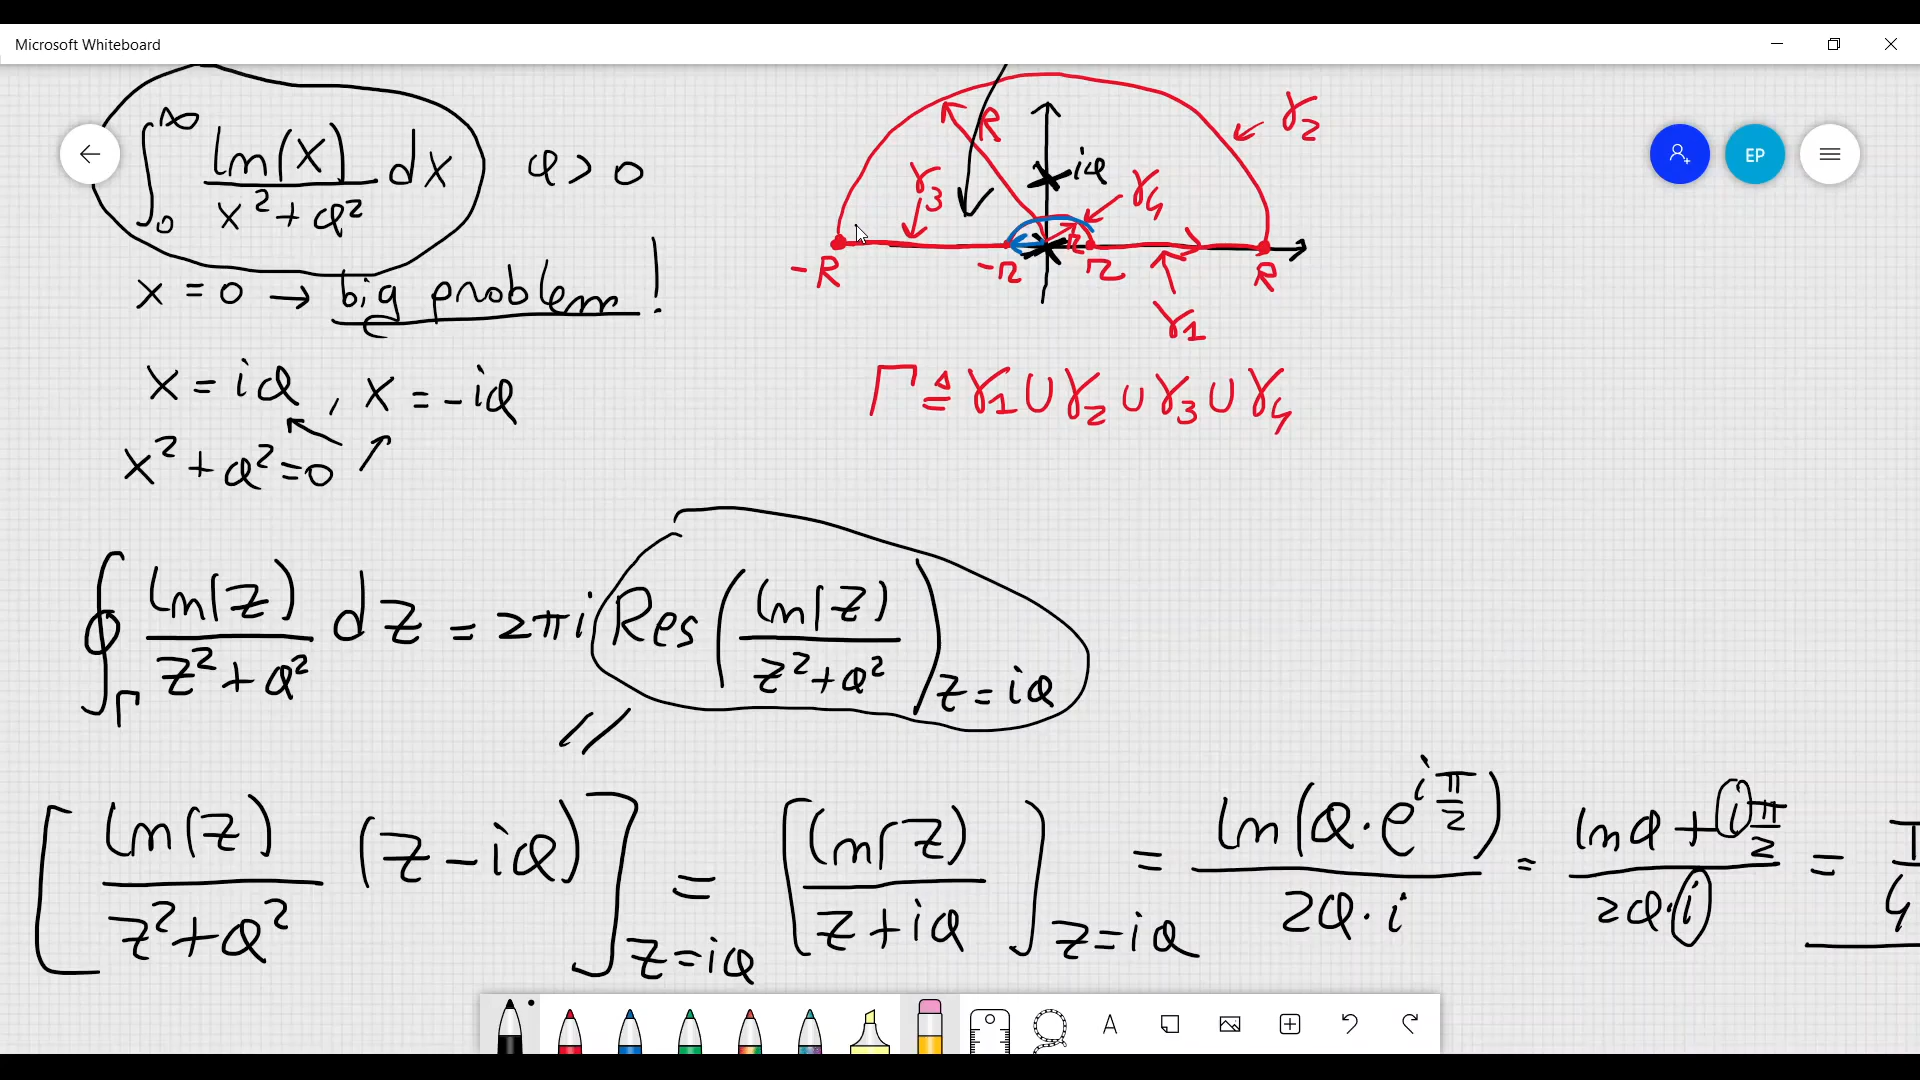 Microsoft Whiteboard
∫₀^∞ ln(x)/(x²+a²) dx  a > 0
x = 0 → big problem!
x = ia, x = -ia
x²+a²=0
R
ia
γ₂
γ₃
γ₄
r
-R
-r
r
R
γ₁
Γ ≜ γ₁ ∪ γ₂ ∪ γ₃ ∪ γ₄
∮_Γ ln(z)/(z²+a²) dz = 2πi Res(ln(z)/(z²+a²))_{z=ia}
[ln(z)/(z²+a²) (z-ia)]_{z=ia} = [ln(z)/(z+ia)]_{z=ia} = ln(a·e^{iπ/2})/(2a·i) = (ln a + iπ/2)/(2a·i) =
EP
A